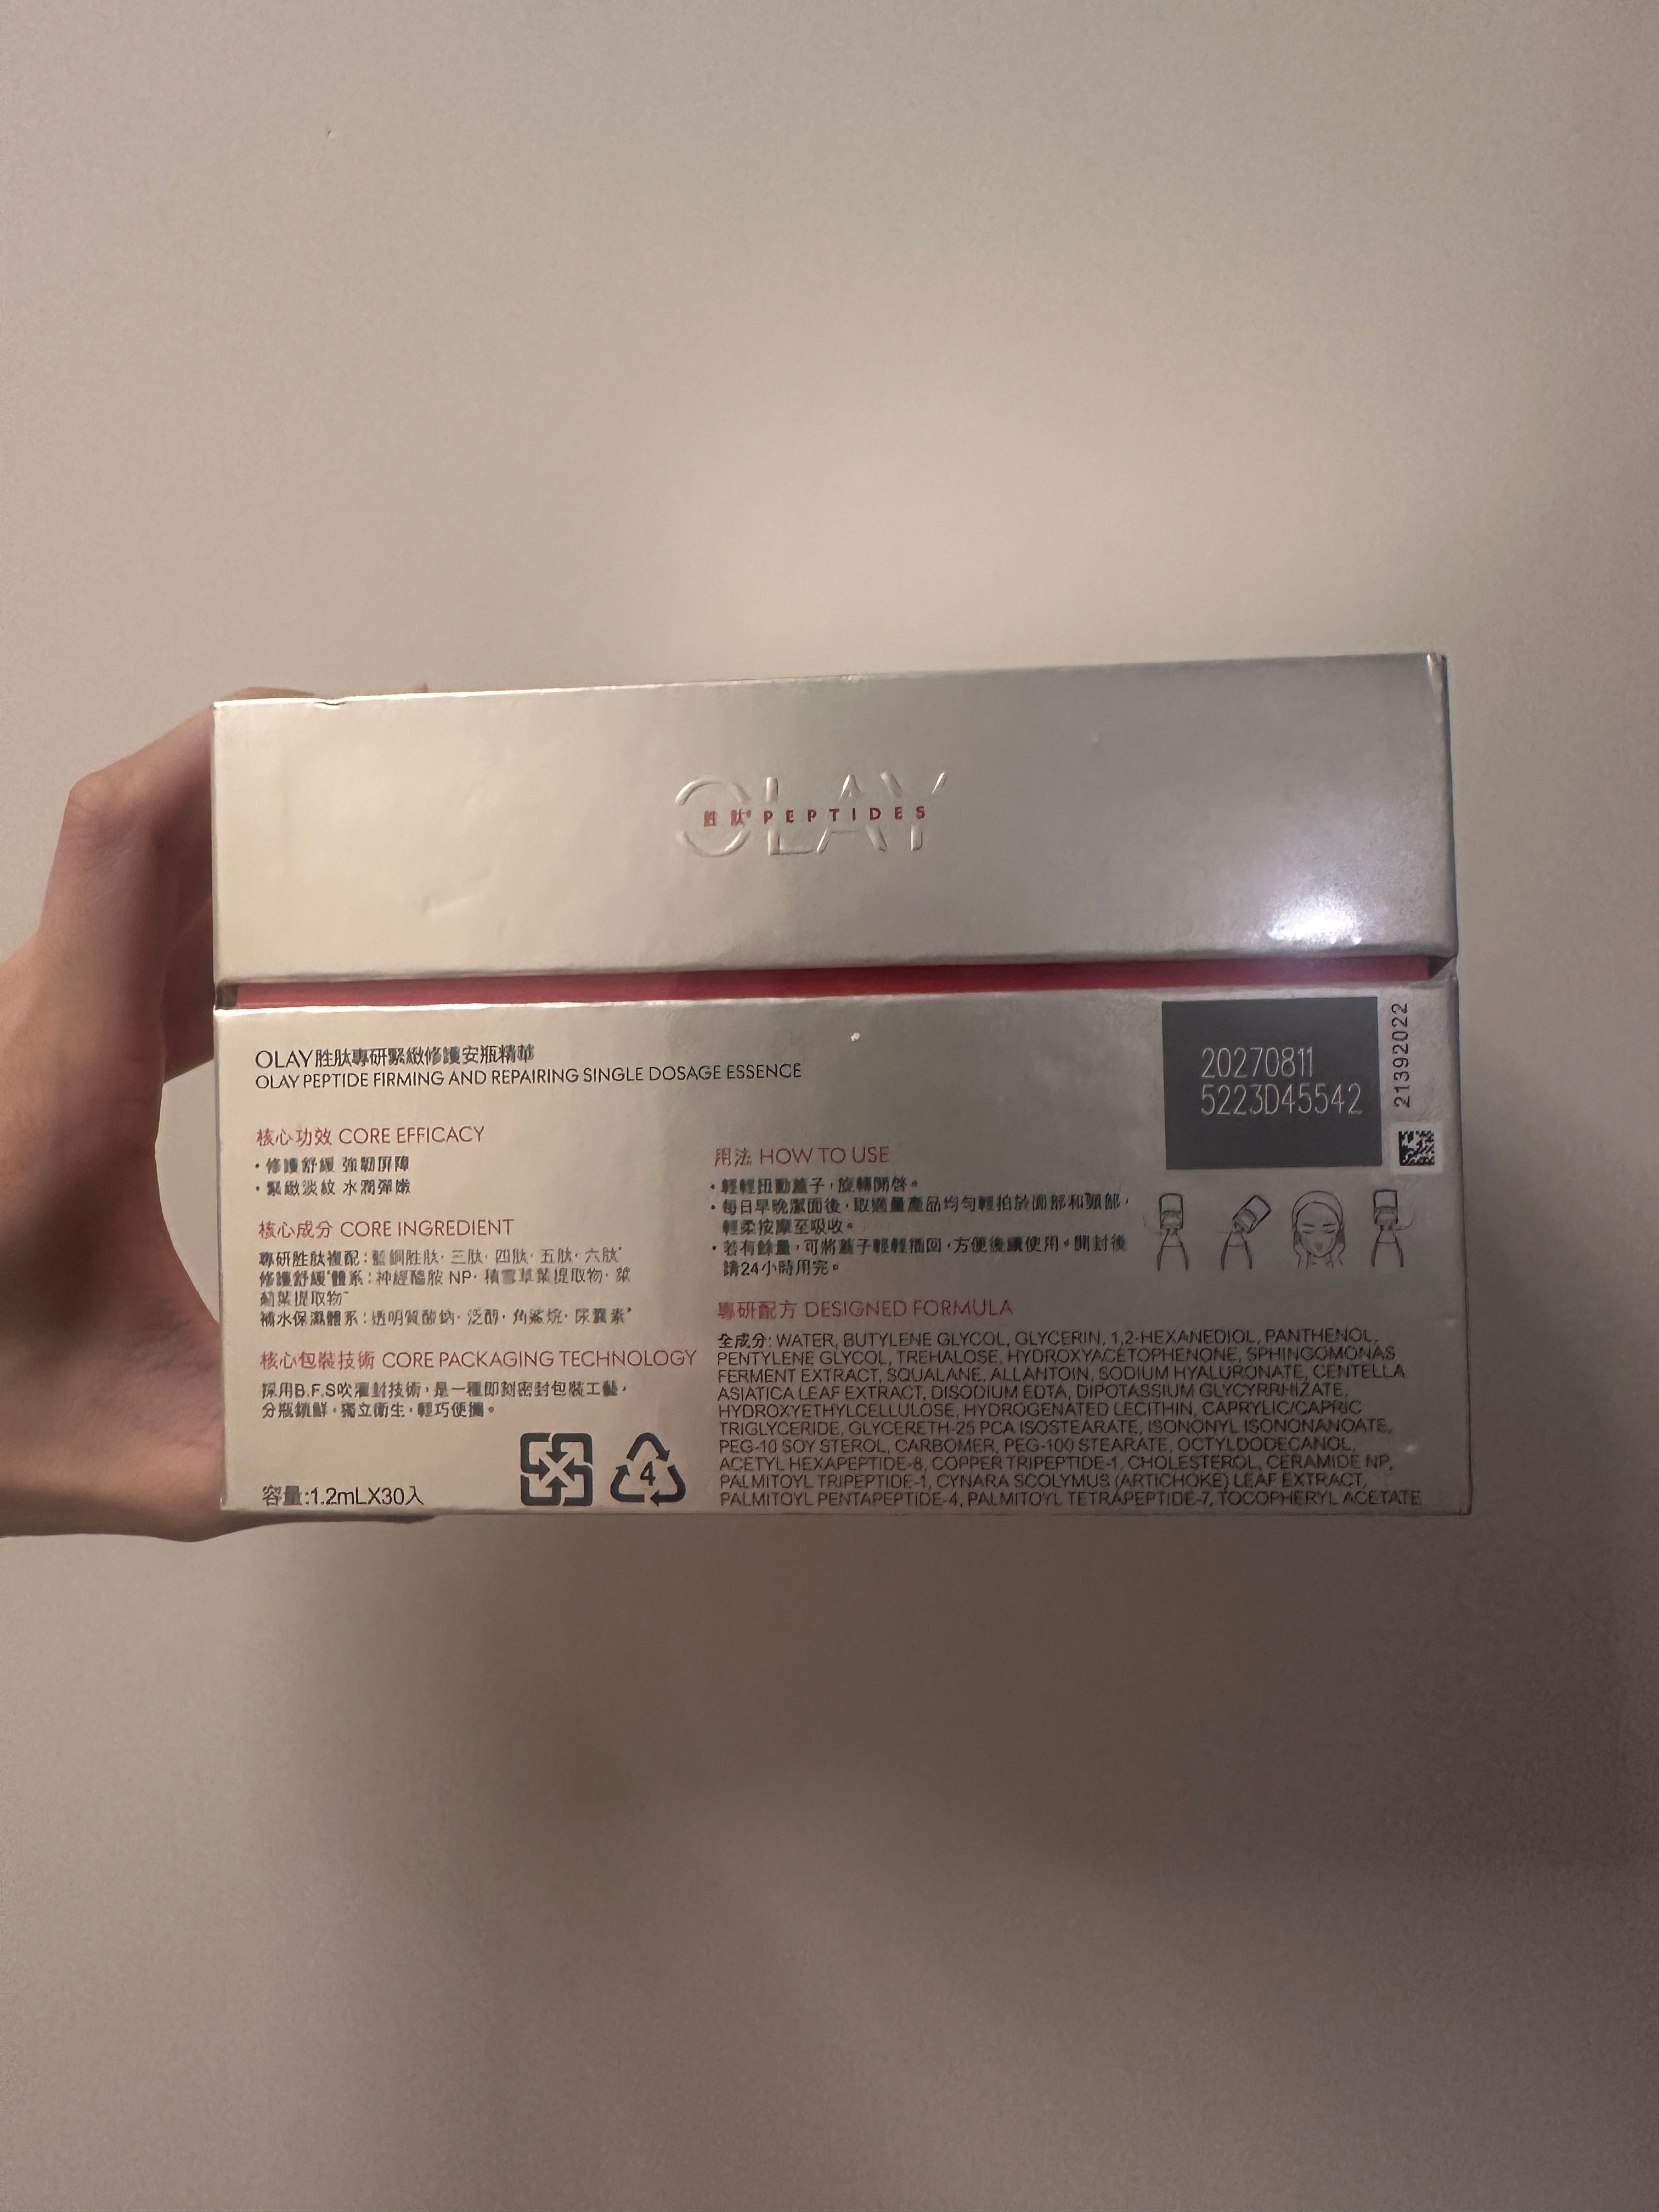 OLAY
胜肽* PEPTIDES
OLAY胜肽專研緊緻修護安瓶精華
OLAY PEPTIDE FIRMING AND REPAIRING SINGLE DOSAGE ESSENCE
核心功效 CORE EFFICACY
・修護舒緩 強韌屏障
・緊緻淡紋 水潤彈嫩
核心成分 CORE INGREDIENT
專研胜肽複配:藍銅胜肽・三肽・四肽・五肽・六肽*
修護舒緩*體系:神經醯胺 NP・積雪草葉提取物・朝
鮮薊葉提取物~
補水保濕體系:透明質酸鈉・泛醇・角鯊烷・尿囊素*
核心包裝技術 CORE PACKAGING TECHNOLOGY
採用B.F.S吹灌封技術,是一種即刻密封包裝工藝,
分瓶鎖鮮,獨立衛生,輕巧便攜。
容量:1.2mLX30入
4
用法 HOW TO USE
・輕輕扭動蓋子,旋轉開啓。
・每日早晚潔面後,取適量產品均勻輕拍於面部和頸部,
輕柔按摩至吸收。
・若有餘量,可將蓋子輕輕插回,方便後續使用。開封後
請24小時用完。
專研配方 DESIGNED FORMULA
全成分: WATER, BUTYLENE GLYCOL, GLYCERIN, 1,2-HEXANEDIOL, PANTHENOL,
PENTYLENE GLYCOL, TREHALOSE, HYDROXYACETOPHENONE, SPHINGOMONAS
FERMENT EXTRACT, SQUALANE, ALLANTOIN, SODIUM HYALURONATE, CENTELLA
ASIATICA LEAF EXTRACT, DISODIUM EDTA, DIPOTASSIUM GLYCYRRHIZATE,
HYDROXYETHYLCELLULOSE, HYDROGENATED LECITHIN, CAPRYLIC/CAPRIC
TRIGLYCERIDE, GLYCERETH-25 PCA ISOSTEARATE, ISONONYL ISONONANOATE,
PEG-10 SOY STEROL, CARBOMER, PEG-100 STEARATE, OCTYLDODECANOL,
ACETYL HEXAPEPTIDE-8, COPPER TRIPEPTIDE-1, CHOLESTEROL, CERAMIDE NP,
PALMITOYL TRIPEPTIDE-1, CYNARA SCOLYMUS (ARTICHOKE) LEAF EXTRACT,
PALMITOYL PENTAPEPTIDE-4, PALMITOYL TETRAPEPTIDE-7, TOCOPHERYL ACETATE
20270811
5223D45542
21392022